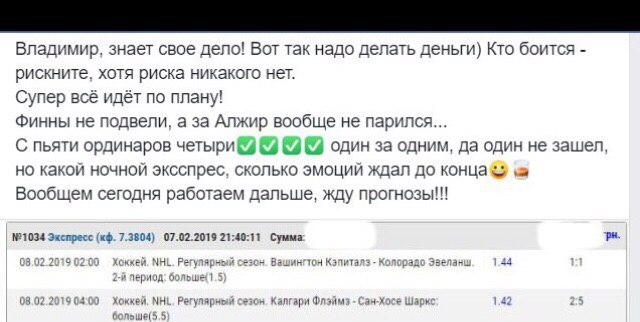 Владимир, знает свое дело! Вот так надо делать деньги) Кто боится -
рискните, хотя риска никакого нет.
Супер всё идёт по плану!
Финны не подвели, а за Алжир вообще не парился...
С пяти ординаров четыри✅✅✅✅ один за одним, да один не зашел,
но какой ночной эксспрес, сколько эмоций ждал до конца😀🥃
Вообщем сегодня работаем дальше, жду прогнозы!!!
№1034 Экспресс (кф. 7.3804) 07.02.2019 21:40:11 Сумма: грн.
08.02.2019 02:00 Хоккей. NHL. Регулярный сезон. Вашингтон Кэпиталз - Колорадо Эвеланш. 1.44 1:1
2-й период: больше(1.5)
08.02.2019 04:00 Хоккей. NHL. Регулярный сезон. Калгари Флэймз - Сан-Хосе Шаркс: 1.42 2:5
больше(5.5)